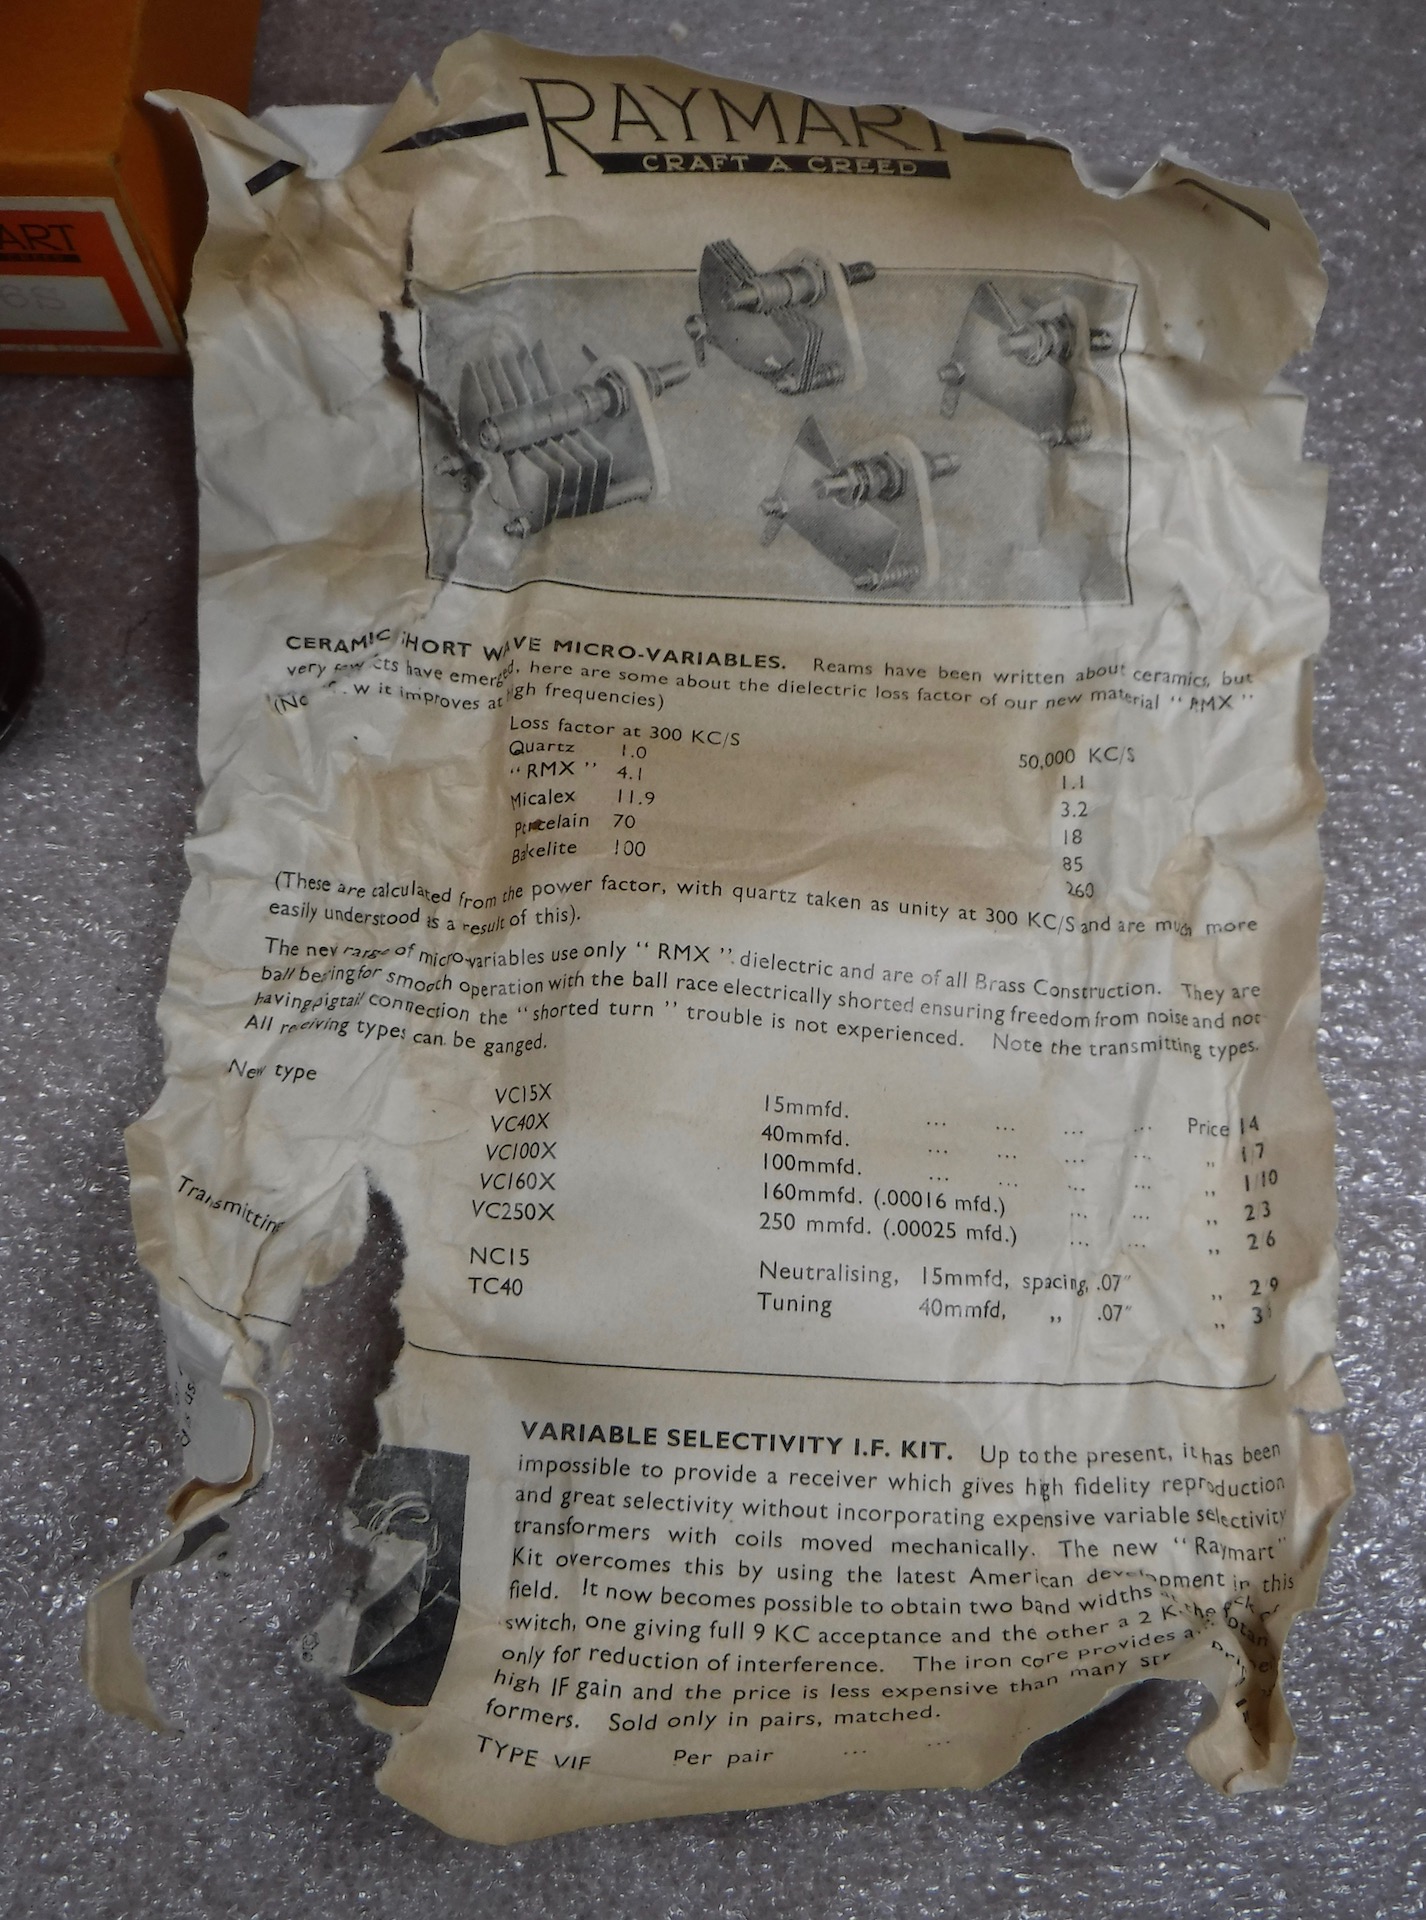 ART
6S
RAYMART
CRAFT A CREED
CERAMIC SHORT WAVE MICRO-VARIABLES. Reams have been written about ceramics, but
very few facts have emerged, here are some about the dielectric loss factor of our new material “ RMX ”
w it improves at high frequencies)
Loss factor at 300 KC/S 50,000 KC/S
Quartz 1.0 1.1
“ RMX ” 4.1 3.2
Micalex 11.9 18
Porcelain 70 85
Bakelite 100 260
(These are calculated from the power factor, with quartz taken as unity at 300 KC/S and are much more
easily understood as a result of this).
The new range of micro-variables use only “ RMX ” dielectric and are of all Brass Construction. They are
ball bearing for smooth operation with the ball race electrically shorted ensuring freedom from noise and not
having pigtail connection the “ shorted turn ” trouble is not experienced. Note the transmitting types.
All receiving types can be ganged.
New type VC15X 15mmfd. ... ... ... ... Price 1 4
VC40X 40mmfd. ... ... ... ... „ 1/7
VC100X 100mmfd. ... ... ... ... „ 1/10
VC160X 160mmfd. (.00016 mfd.) ... ... „ 2 3
VC250X 250 mmfd. (.00025 mfd.) ... ... „ 2 6
Transmitting NC15 Neutralising, 15mmfd, spacing, .07″ „ 2 9
TC40 Tuning 40mmfd, „ .07″ „ 3
VARIABLE SELECTIVITY I.F. KIT. Up to the present, it has been
impossible to provide a receiver which gives high fidelity reproduction
and great selectivity without incorporating expensive variable selectivity
transformers with coils moved mechanically. The new “ Raymart ”
Kit overcomes this by using the latest American development in this
field. It now becomes possible to obtain two band widths
switch, one giving full 9 KC acceptance and the other a 2 K
only for reduction of interference. The iron core provides a
high IF gain and the price is less expensive than many
formers. Sold only in pairs, matched.
TYPE VIF Per pair ... ...